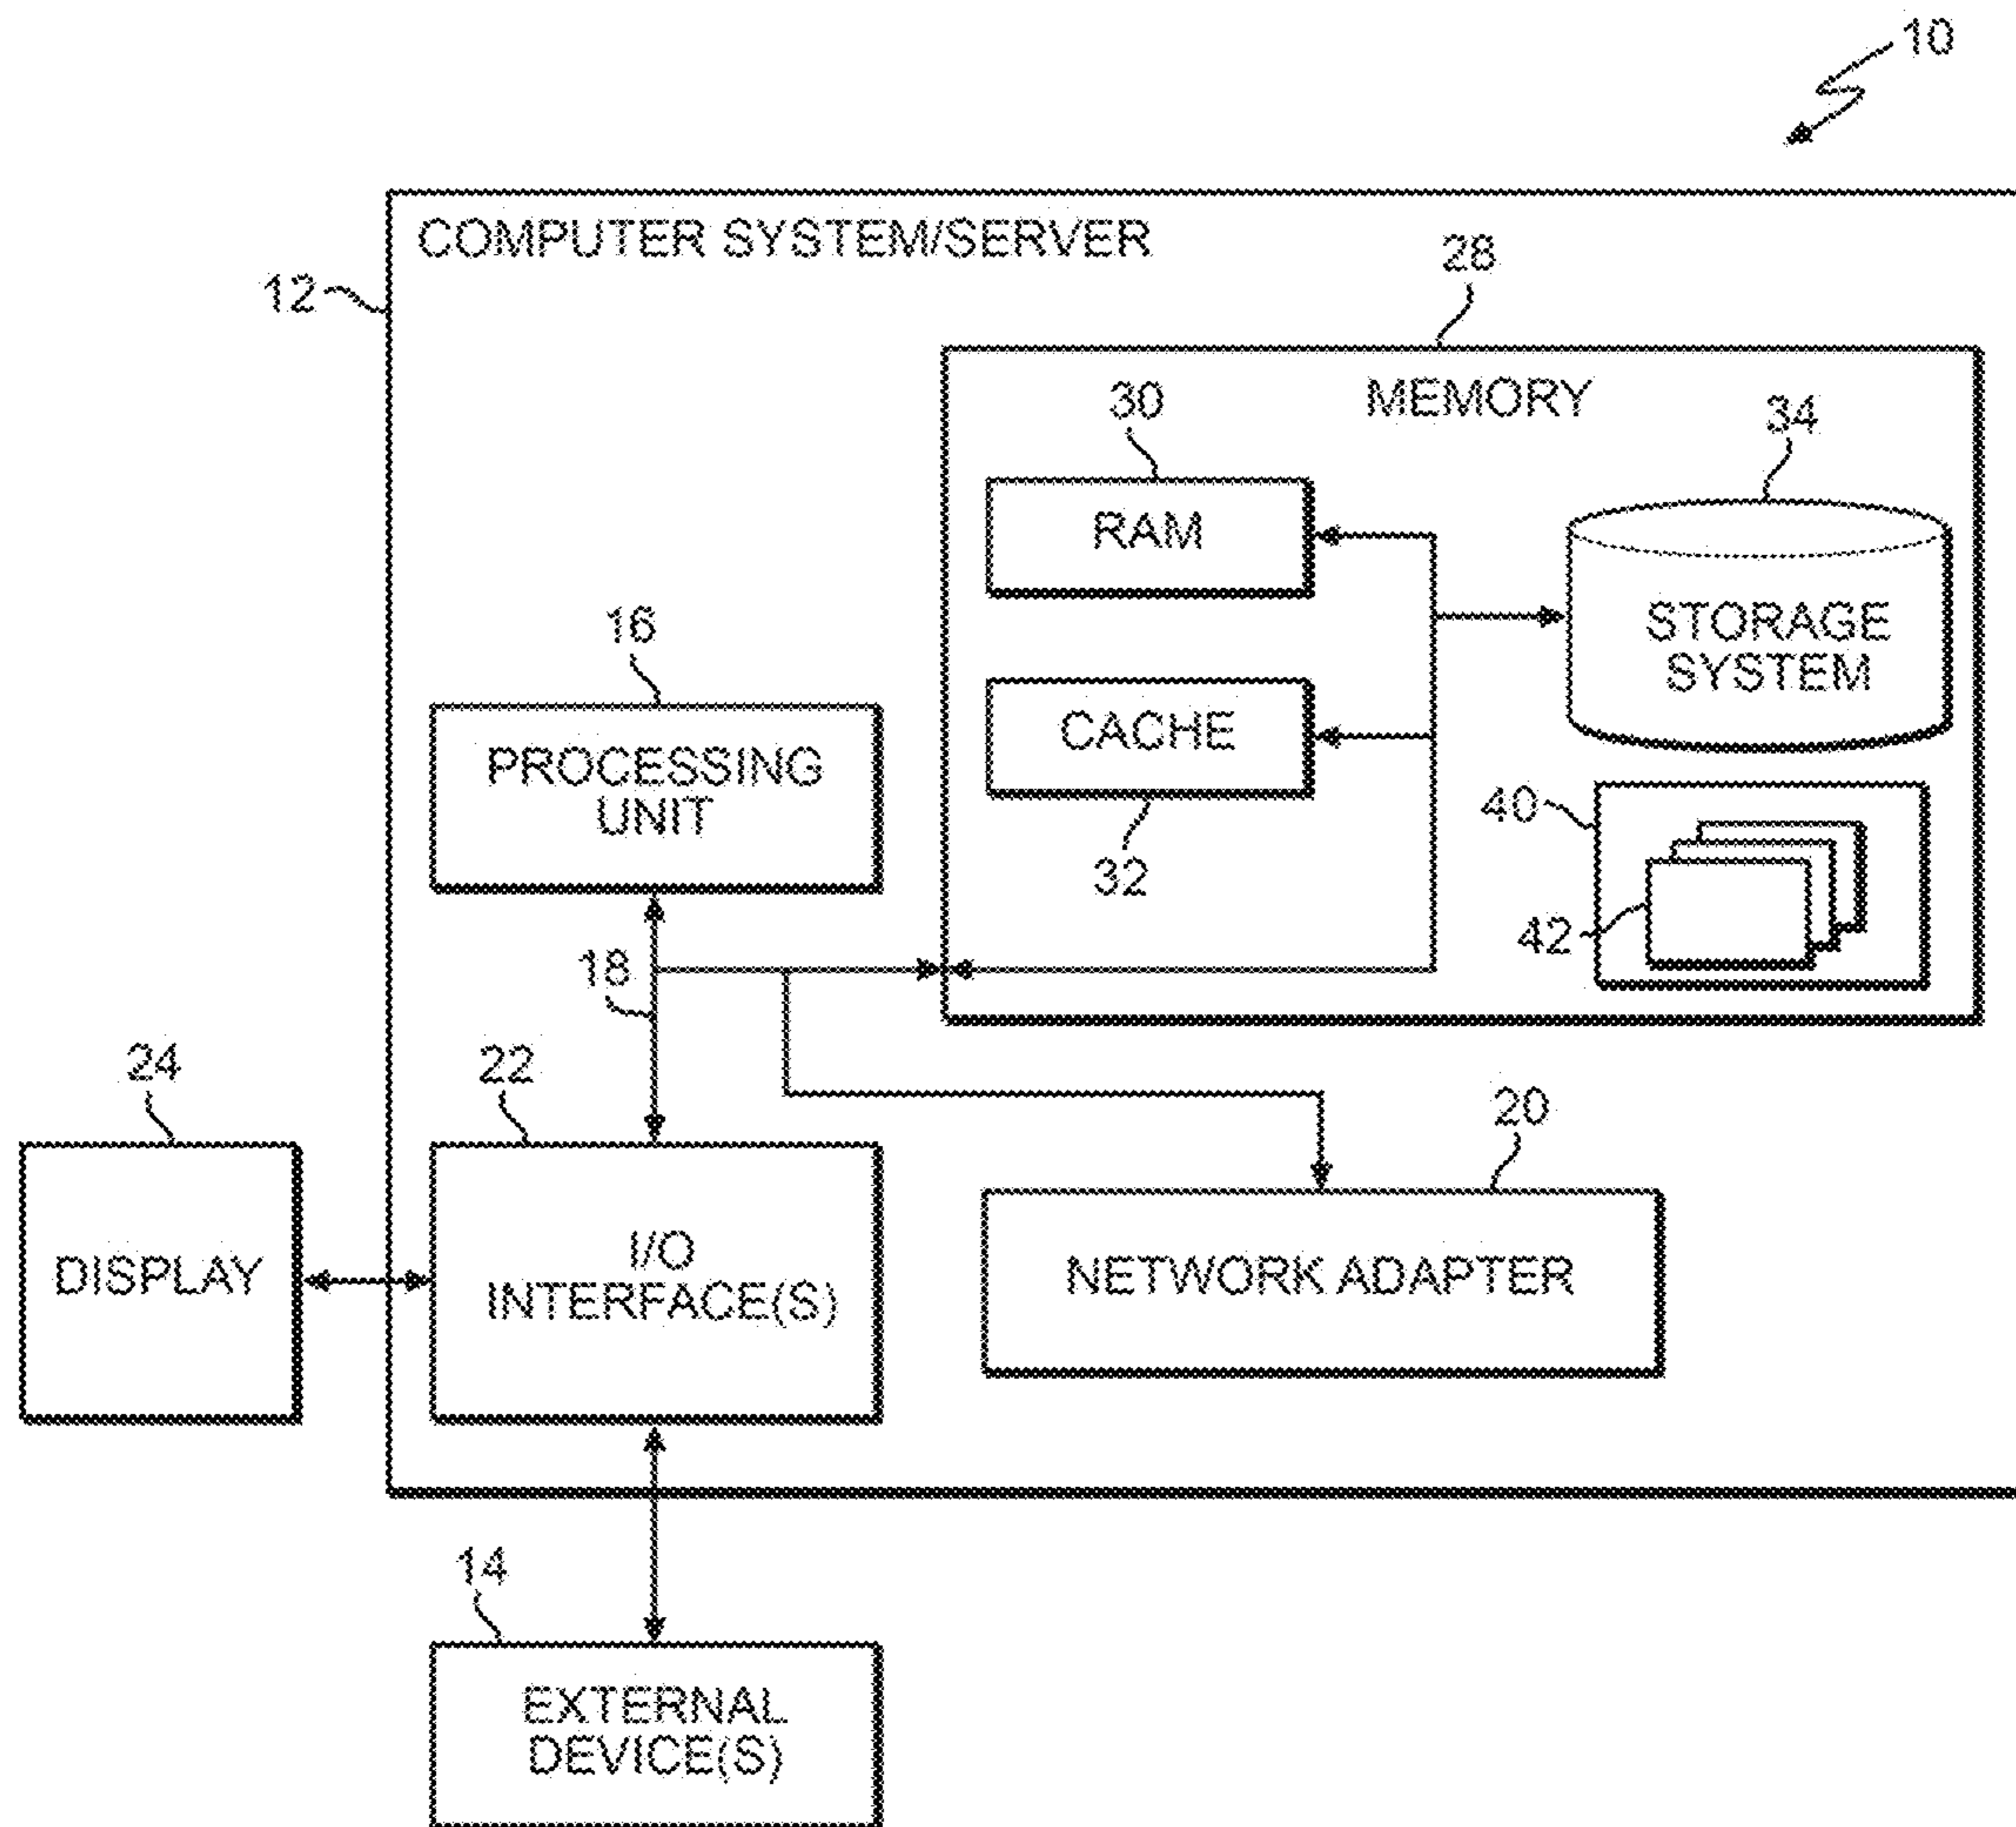 10
COMPUTER SYSTEM/SERVER
12
28
MEMORY
30
34
RAM
STORAGE
SYSTEM
16
PROCESSING
UNIT
CACHE
40
32
42
18
24
22
20
DISPLAY
I/O
INTERFACE(S)
NETWORK ADAPTER
14
EXTERNAL
DEVICE(S)